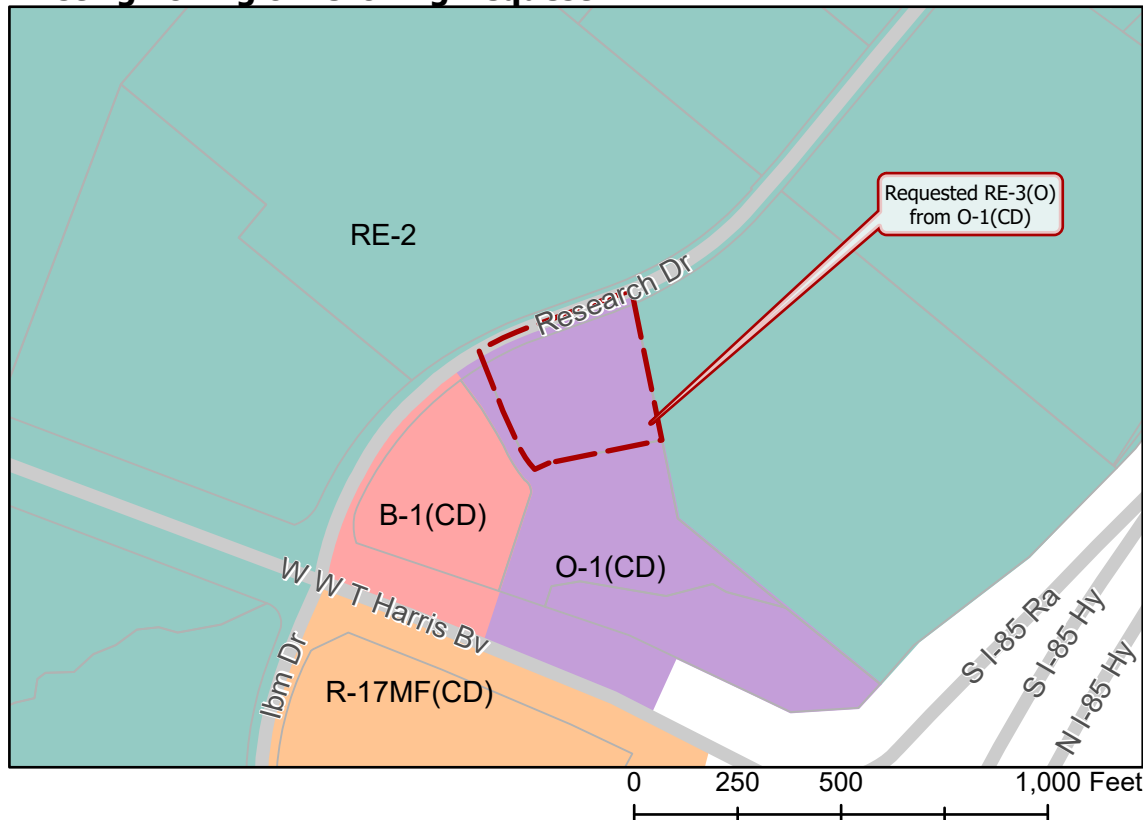 Requested RE-3(O)
from O-1(CD)
RE-2
Research Dr
B-1(CD)
O-1(CD)
W W T Harris Bv
Ibm Dr
R-17MF(CD)
S I-85 Ra
S I-85 Hy
N I-85 Hy
0 250 500 1,000 Feet